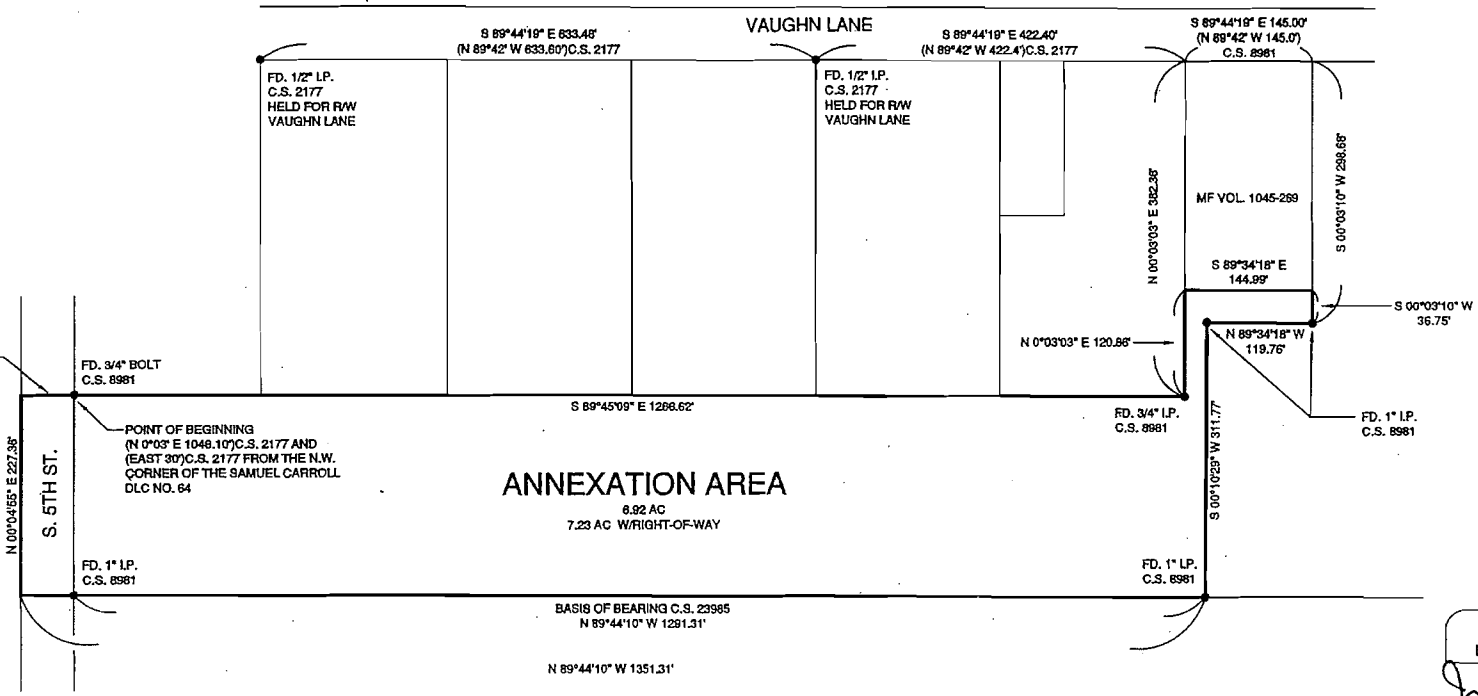 VAUGHN LANE
S 89°44'19" E 633.48'
(N 89°42' W 633.60')C.S. 2177
S 89°44'19" E 422.40'
(N 89°42' W 422.4')C.S. 2177
S 89°44'19" E 145.00'
(N 89°42' W 145.0')
C.S. 8981
FD. 1/2" I.P.
C.S. 2177
HELD FOR R/W
VAUGHN LANE
FD. 1/2" I.P.
C.S. 2177
HELD FOR R/W
VAUGHN LANE
N 00°03'03" E 382.36'
MF VOL. 1045-269
S 00°03'10" W 298.68'
S 89°34'18" E
144.99'
S 00°03'10" W
36.75'
N 89°34'18" W
119.76'
N 0°03'03" E 120.86'
FD. 3/4" BOLT
C.S. 8981
S 89°45'09" E 1266.62'
FD. 3/4" I.P.
C.S. 8981
FD. 1" I.P.
C.S. 8981
POINT OF BEGINNING
(N 0°03' E 1046.10')C.S. 2177 AND
(EAST 30')C.S. 2177 FROM THE N.W.
CORNER OF THE SAMUEL CARROLL
DLC NO. 64
N 00°04'55" E 227.36'
S. 5TH ST.
ANNEXATION AREA
6.92 AC
7.23 AC W/RIGHT-OF-WAY
S 00°10'29" W 311.77'
FD. 1" I.P.
C.S. 8981
FD. 1" I.P.
C.S. 8981
BASIS OF BEARING C.S. 23985
N 89°44'10" W 1291.31'
N 89°44'10" W 1351.31'